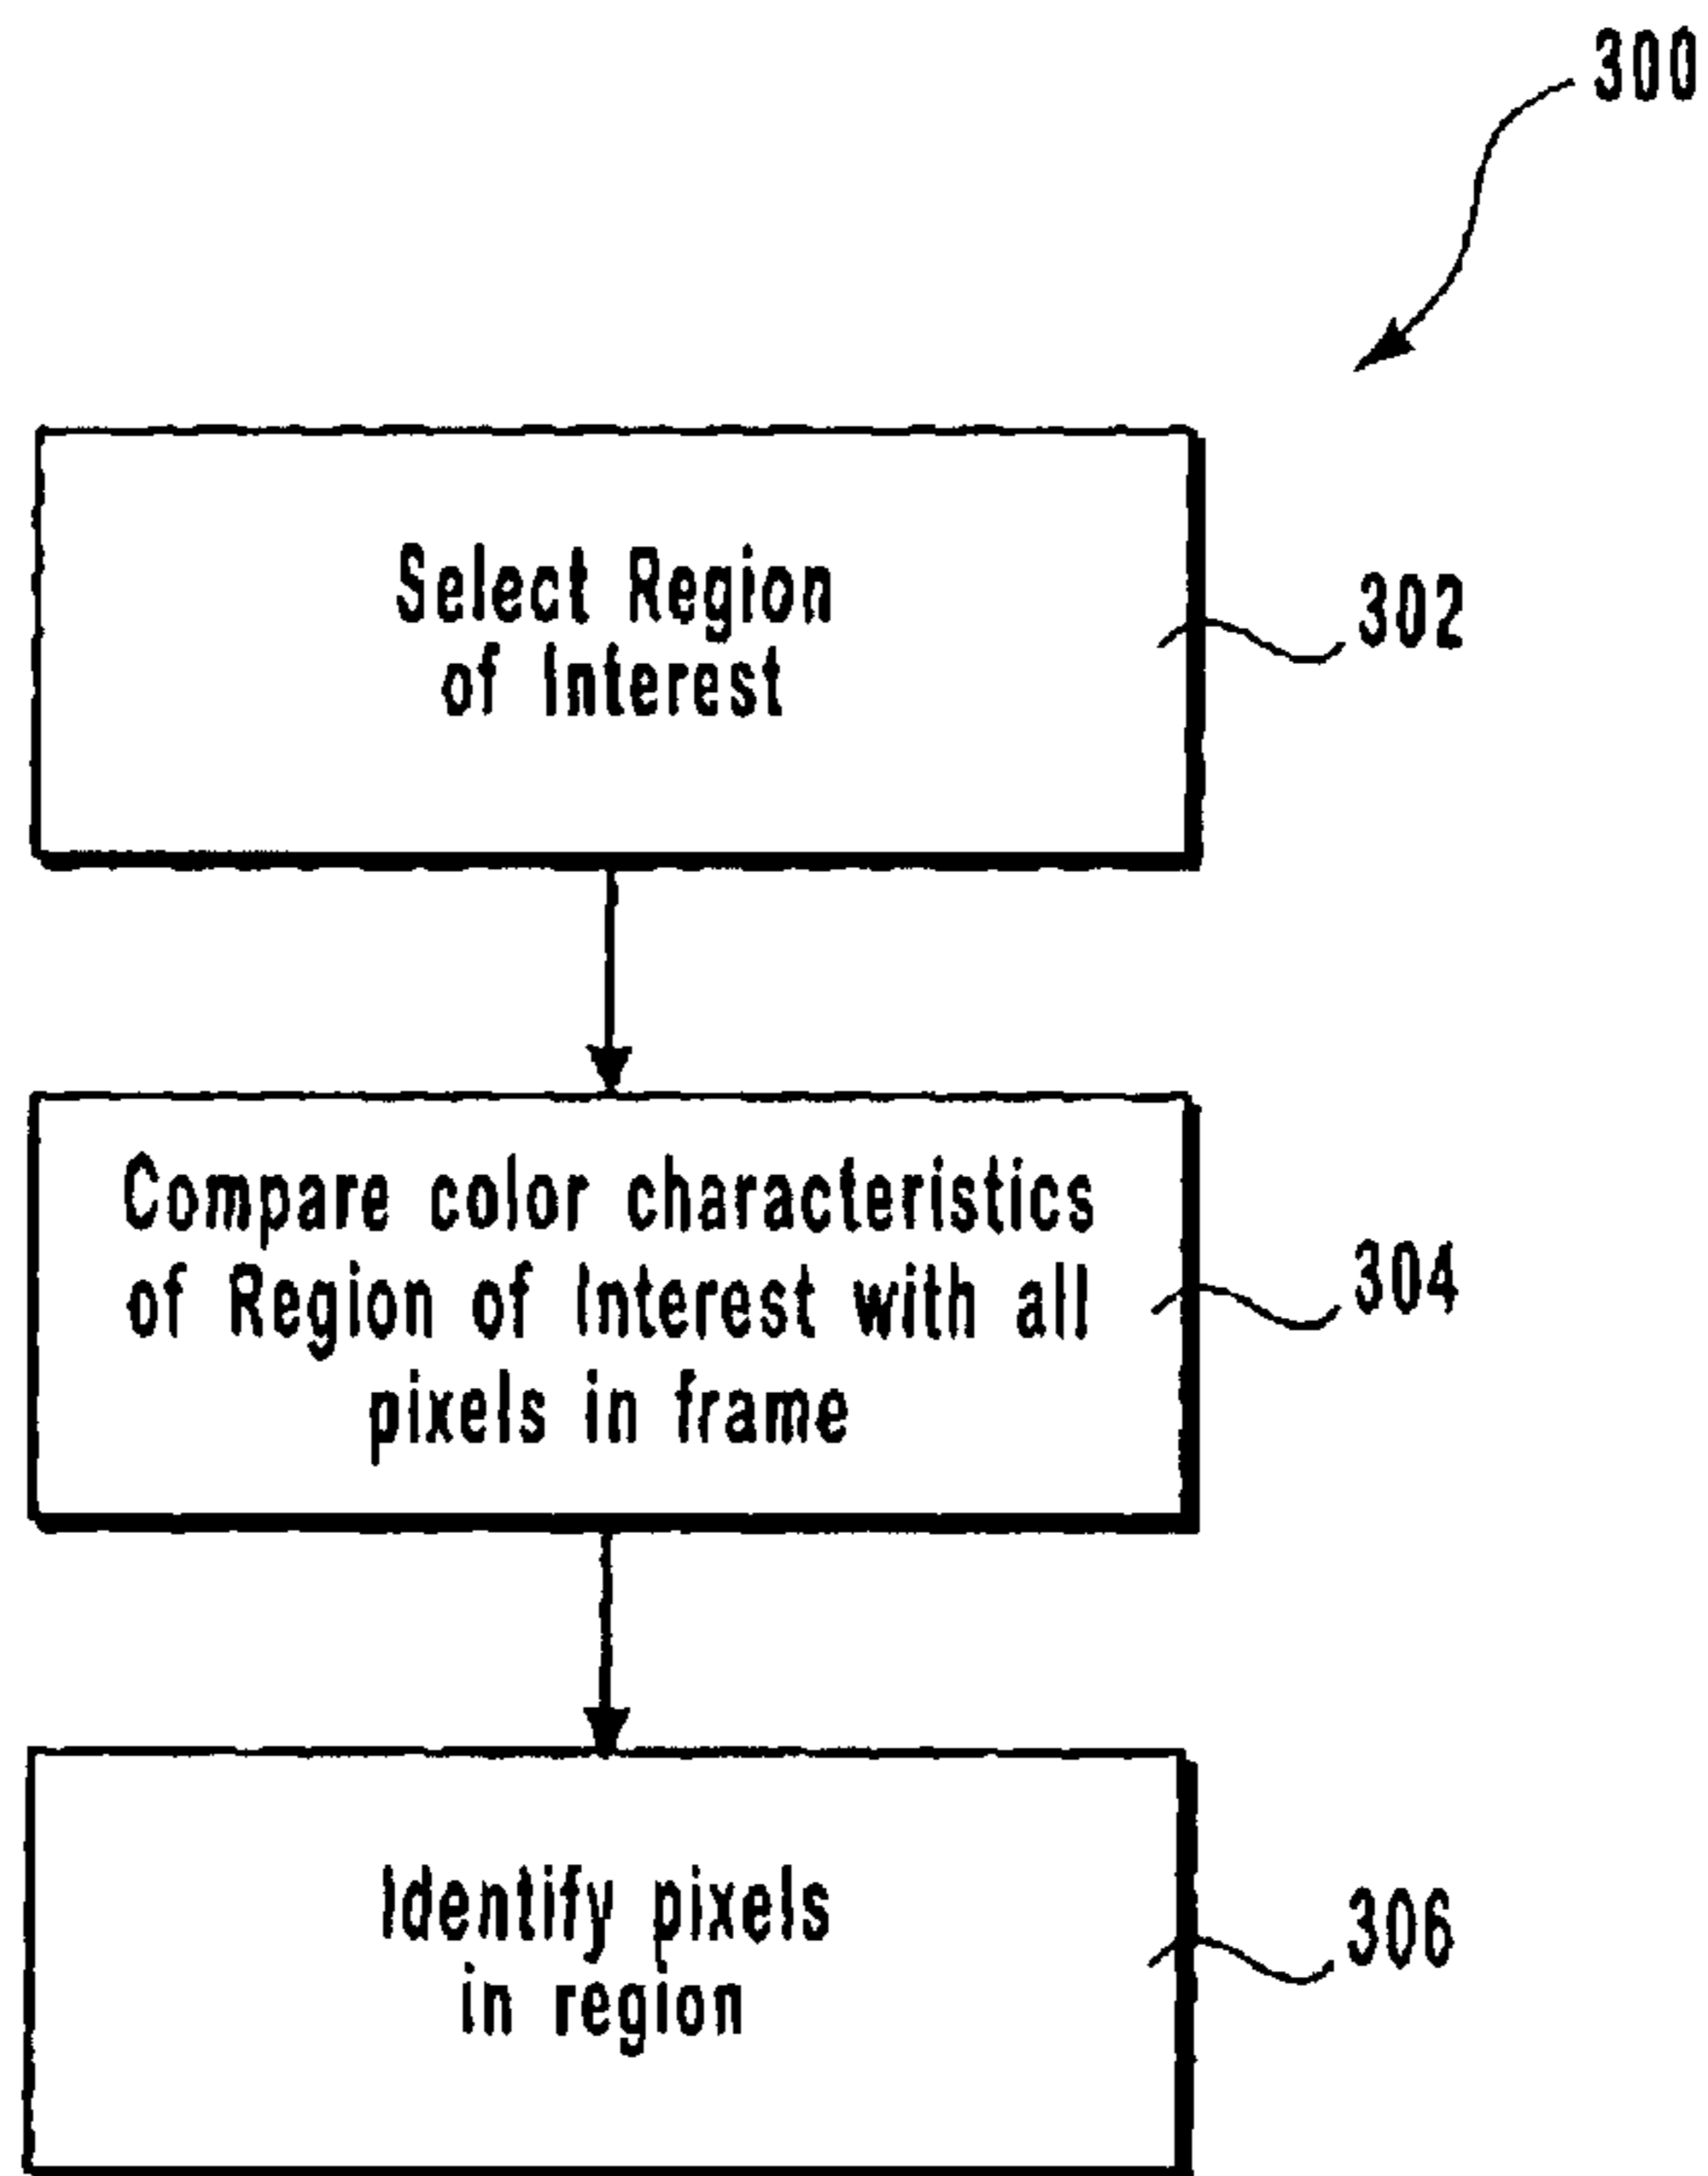 300
Select Region
of Interest
302
Compare color characteristics
of Region of Interest with all
pixels in frame
304
Identify pixels
in region
306